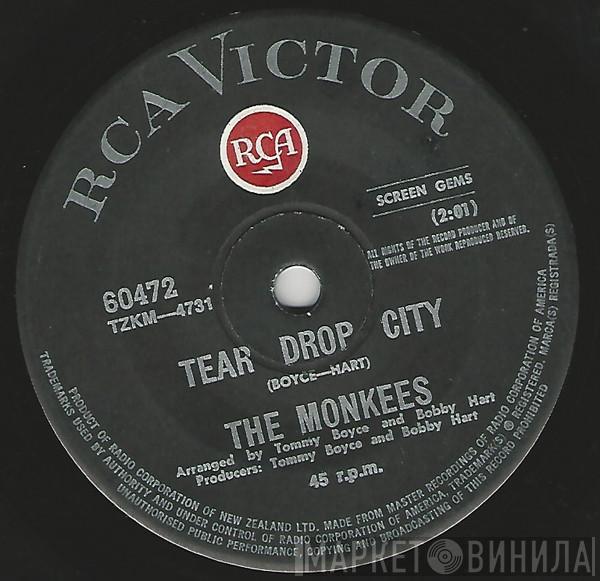 RCA VICTOR
RCA
SCREEN GEMS
(2:01)
ALL RIGHTS OF THE RECORD PRODUCER AND OF
THE OWNER OF THE WORK REPRODUCED RESERVED.
60472
TZKM—4731
TEAR DROP CITY
(BOYCE—HART)
THE MONKEES
Arranged by Tommy Boyce and Bobby Hart
Producers: Tommy Boyce and Bobby Hart
45 r.p.m.
PRODUCT OF RADIO CORPORATION OF NEW ZEALAND LTD. MADE FROM MASTER RECORDINGS OF RADIO CORPORATION OF AMERICA
TRADEMARKS USED BY AUTHORITY AND UNDER CONTROL OF RADIO CORPORATION OF AMERICA, TRADEMARK(S) ® REGISTERED, MARCA(S) REGISTRADA(S)
UNAUTHORISED PUBLIC PERFORMANCE, COPYING AND BROADCASTING OF THIS RECORD PROHIBITED
МАРКЕТ ВИНИЛА